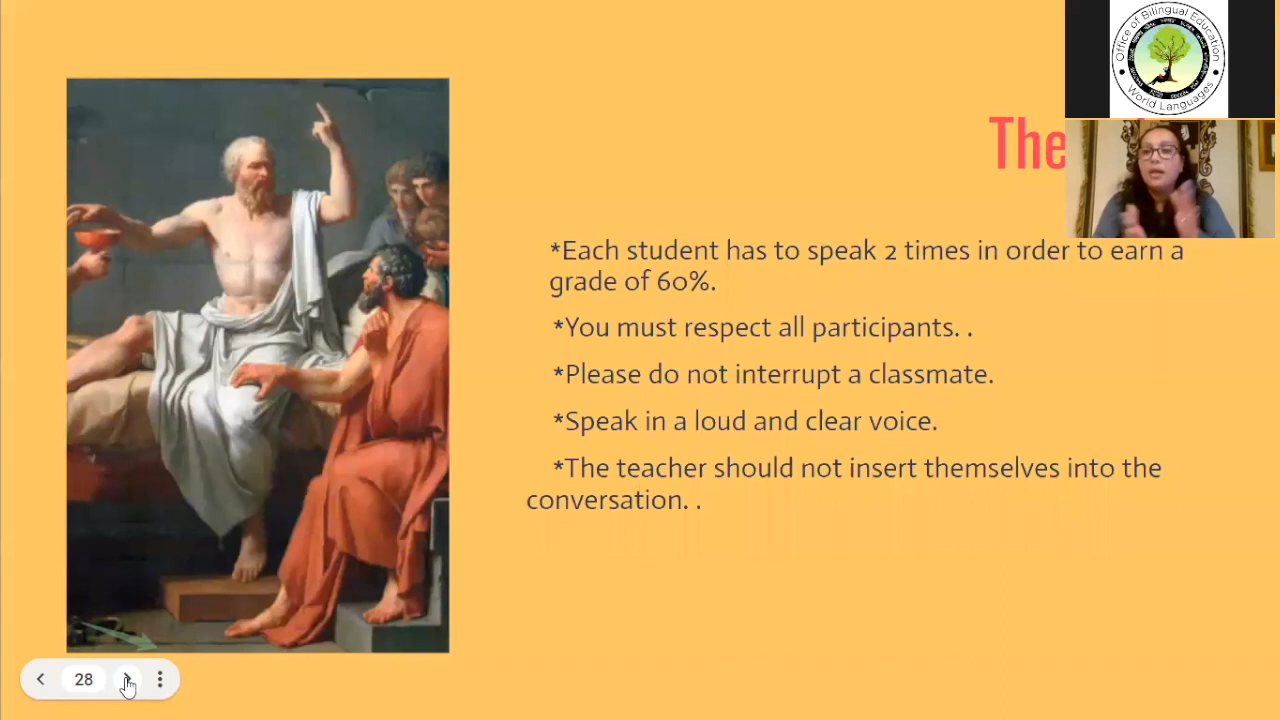 Office of Bilingual Education
World Languages
The
*Each student has to speak 2 times in order to earn a
grade of 60%.
*You must respect all participants. .
*Please do not interrupt a classmate.
*Speak in a loud and clear voice.
*The teacher should not insert themselves into the
conversation. .
28